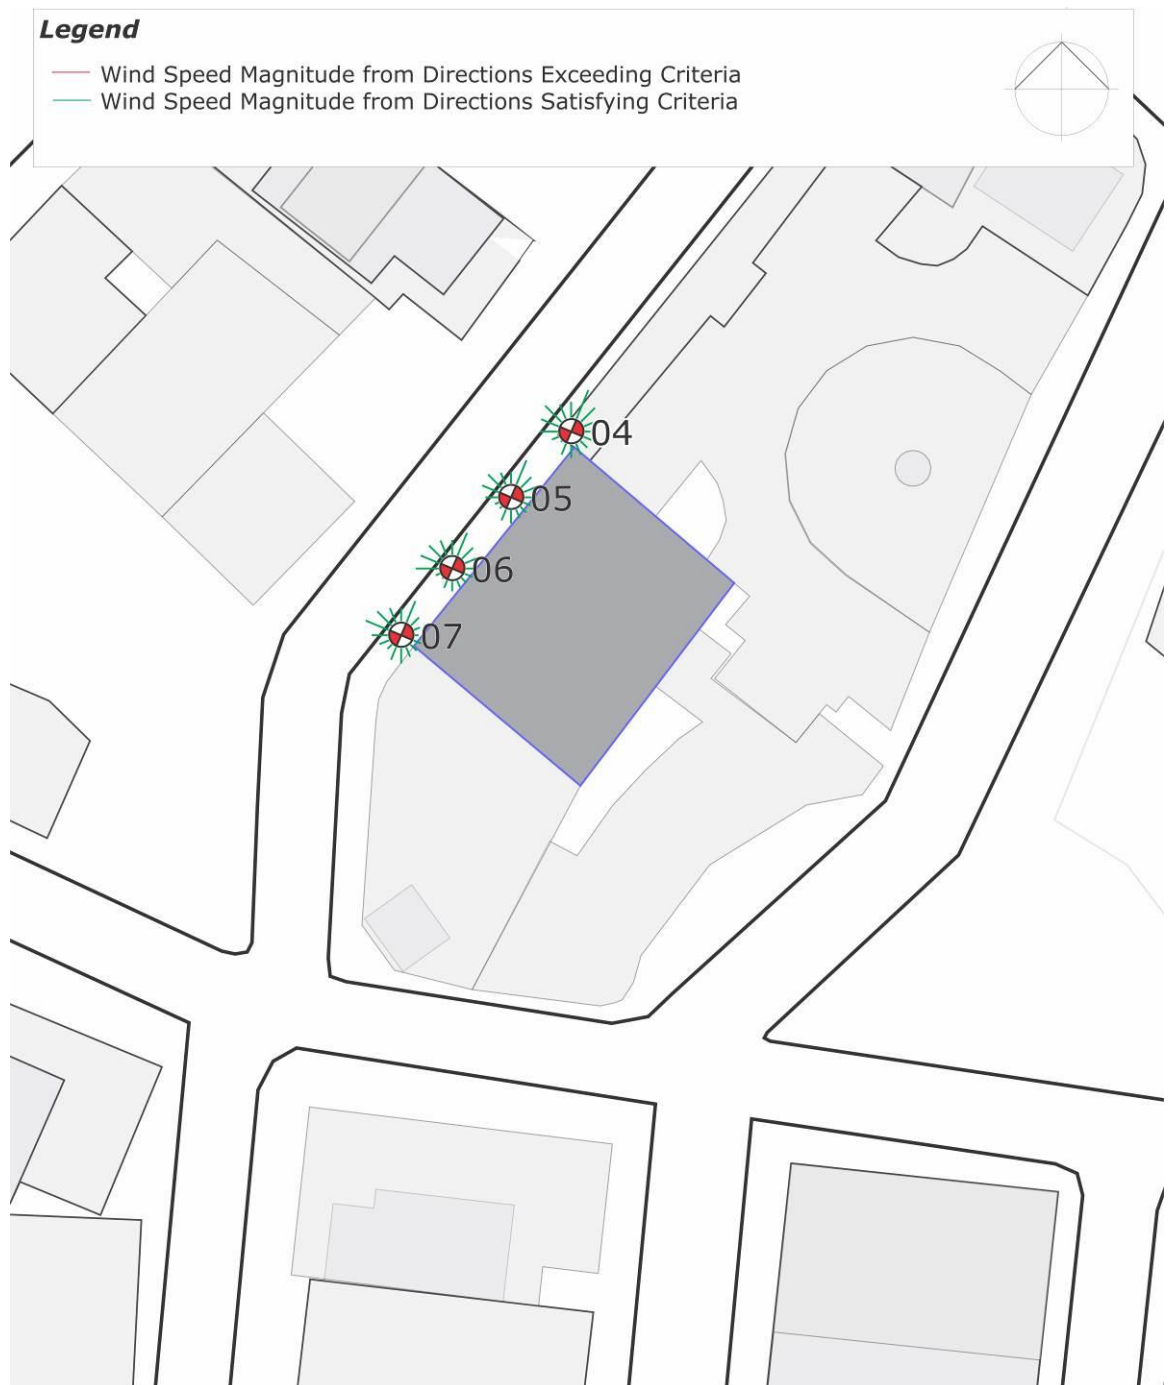 Legend
Wind Speed Magnitude from Directions Exceeding Criteria
Wind Speed Magnitude from Directions Satisfying Criteria
04
05
06
07